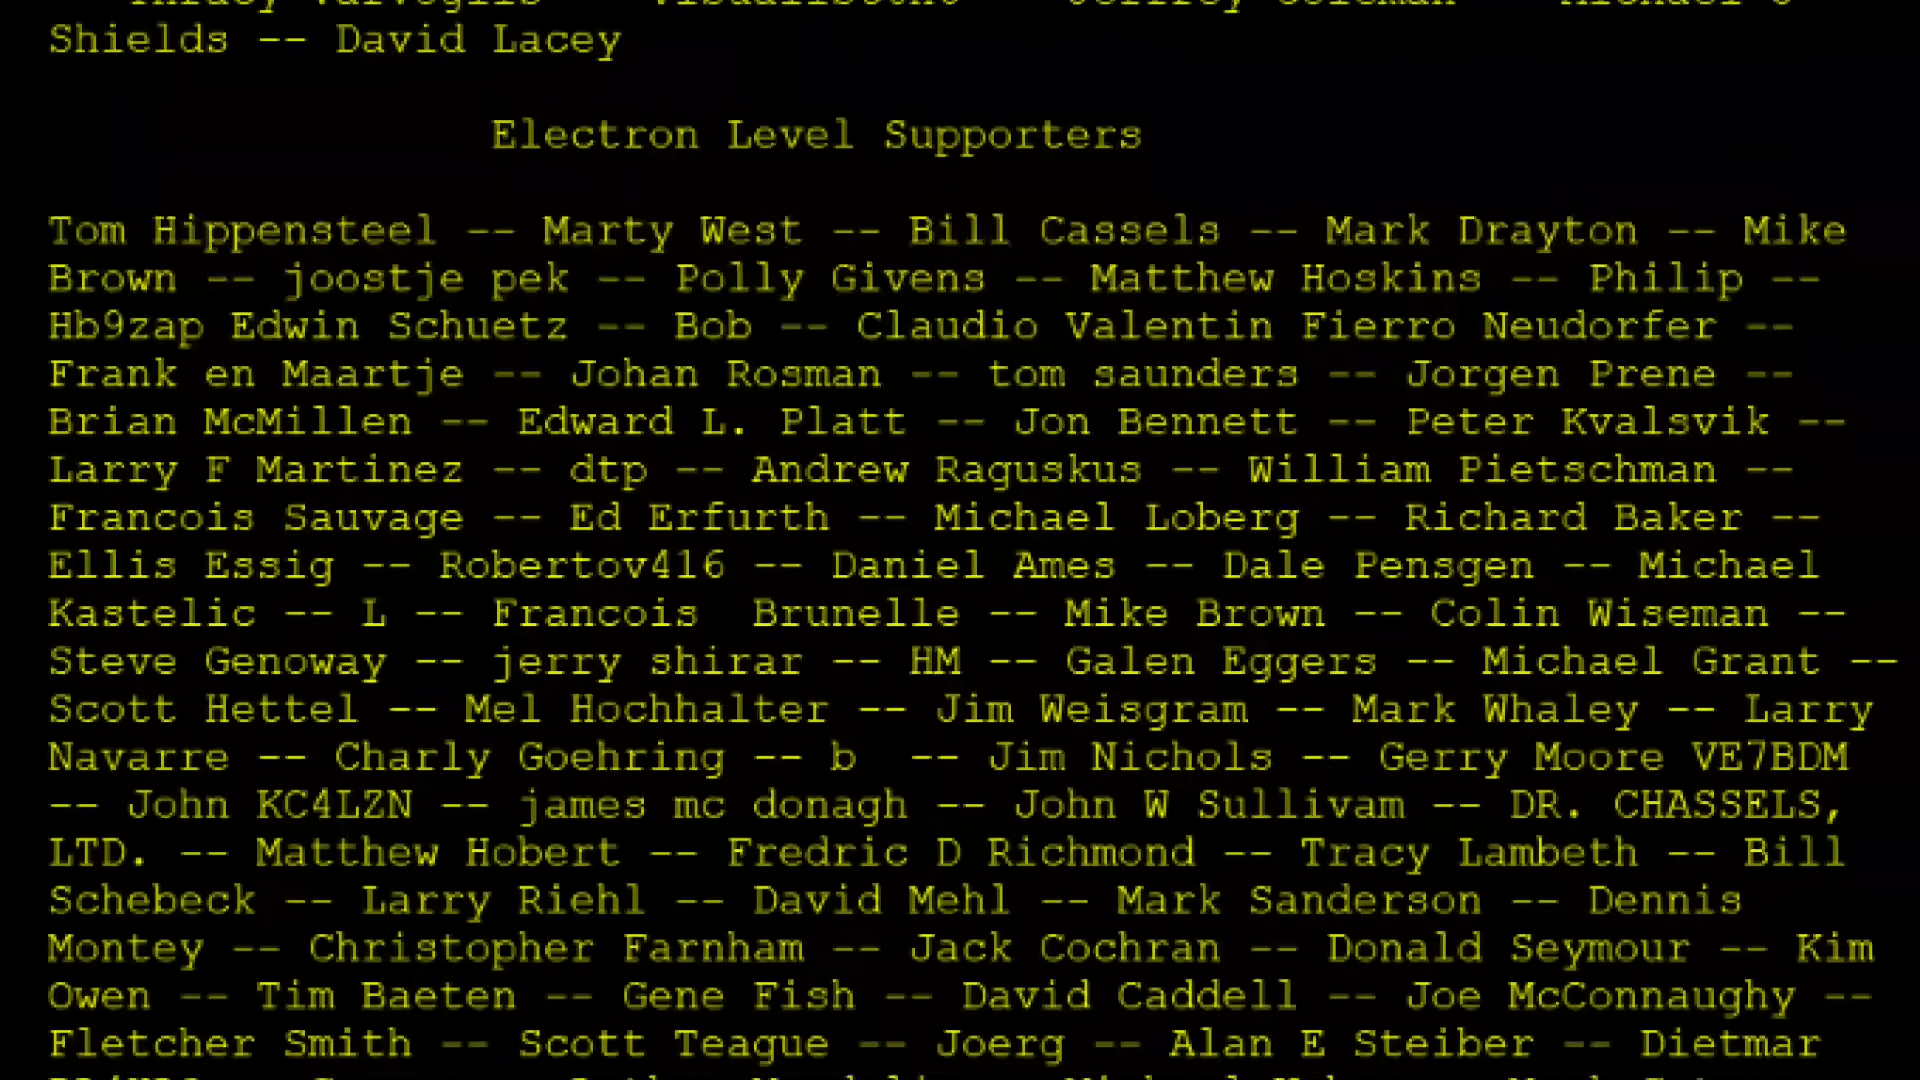 Shields -- David Lacey
Electron Level Supporters
Tom Hippensteel -- Marty West -- Bill Cassels -- Mark Drayton -- Mike
Brown -- joostje pek -- Polly Givens -- Matthew Hoskins -- Philip --
Hb9zap Edwin Schuetz -- Bob -- Claudio Valentin Fierro Neudorfer --
Frank en Maartje -- Johan Rosman -- tom saunders -- Jorgen Prene --
Brian McMillen -- Edward L. Platt -- Jon Bennett -- Peter Kvalsvik --
Larry F Martinez -- dtp -- Andrew Raguskus -- William Pietschman --
Francois Sauvage -- Ed Erfurth -- Michael Loberg -- Richard Baker --
Ellis Essig -- Robertov416 -- Daniel Ames -- Dale Pensgen -- Michael
Kastelic -- L -- Francois  Brunelle -- Mike Brown -- Colin Wiseman --
Steve Genoway -- jerry shirar -- HM -- Galen Eggers -- Michael Grant --
Scott Hettel -- Mel Hochhalter -- Jim Weisgram -- Mark Whaley -- Larry
Navarre -- Charly Goehring -- b  -- Jim Nichols -- Gerry Moore VE7BDM
-- John KC4LZN -- james mc donagh -- John W Sullivam -- DR. CHASSELS,
LTD. -- Matthew Hobert -- Fredric D Richmond -- Tracy Lambeth -- Bill
Schebeck -- Larry Riehl -- David Mehl -- Mark Sanderson -- Dennis
Montey -- Christopher Farnham -- Jack Cochran -- Donald Seymour -- Kim
Owen -- Tim Baeten -- Gene Fish -- David Caddell -- Joe McConnaughy --
Fletcher Smith -- Scott Teague -- Joerg -- Alan E Steiber -- Dietmar